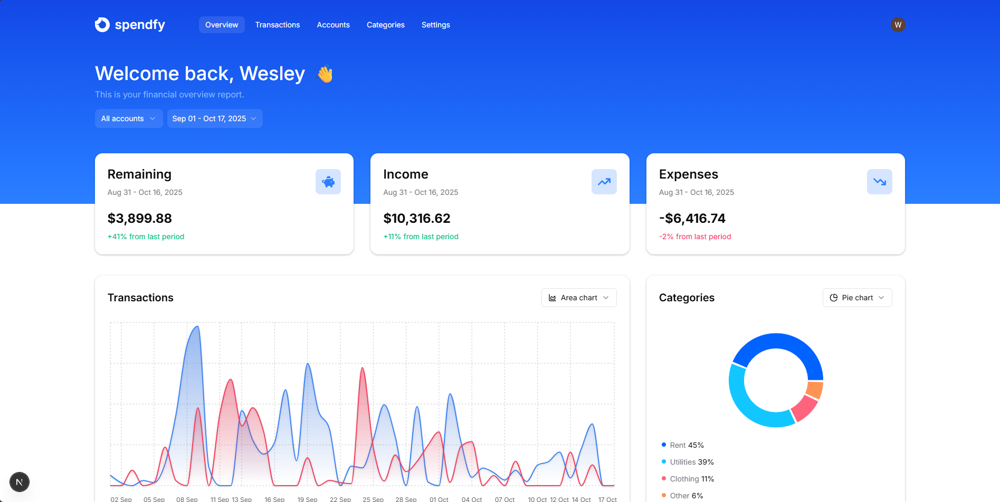 spendfy
Overview
Transactions
Accounts
Categories
Settings
W
Welcome back, Wesley 👋
This is your financial overview report.
All accounts
Sep 01 - Oct 17, 2025
Remaining
Aug 31 - Oct 16, 2025
$3,899.88
+41% from last period
Income
Aug 31 - Oct 16, 2025
$10,316.62
+11% from last period
Expenses
Aug 31 - Oct 16, 2025
-$6,416.74
-2% from last period
Transactions
Area chart
02 Sep 05 Sep 08 Sep 11 Sep 13 Sep 16 Sep 19 Sep 22 Sep 25 Sep 28 Sep 01 Oct 04 Oct 07 Oct 10 Oct 12 Oct 14 Oct 17 Oct
Categories
Pie chart
Rent 45%
Utilities 39%
Clothing 11%
Other 6%
N